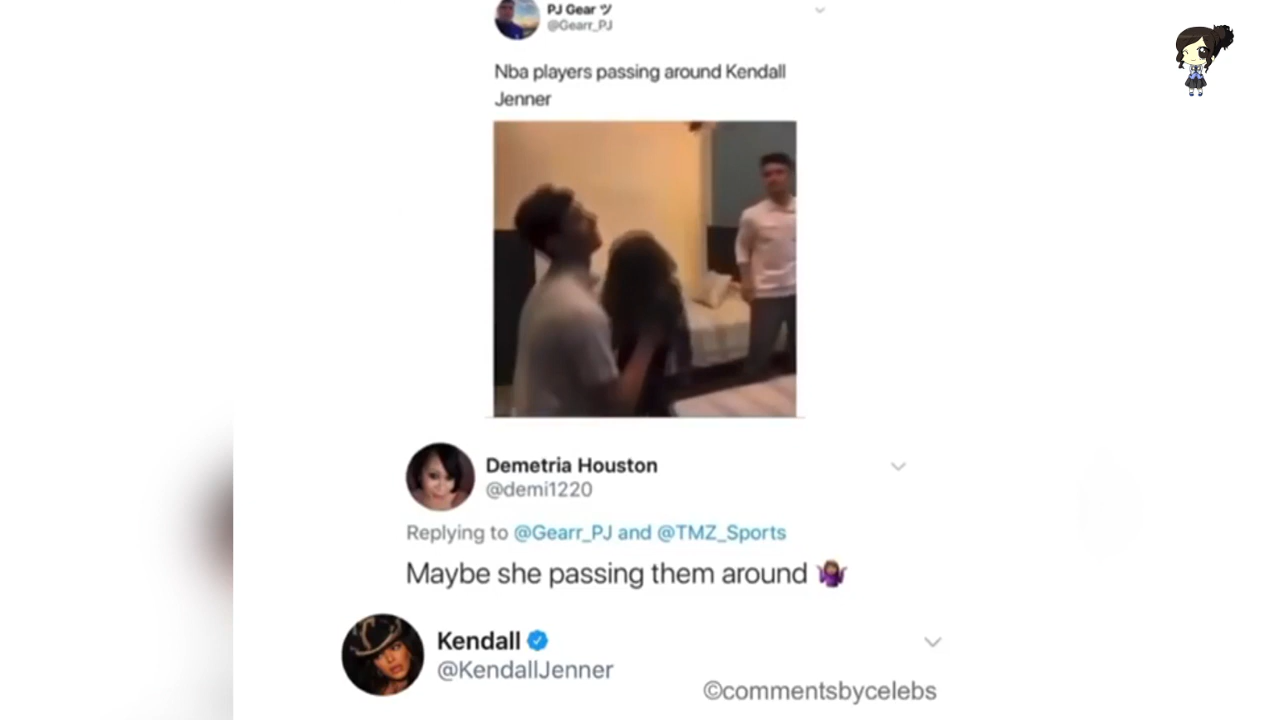 PJ Gear ツ
@Gearr_PJ
Nba players passing around Kendall
Jenner
Demetria Houston
@demi1220
Replying to @Gearr_PJ and @TMZ_Sports
Maybe she passing them around 🤷🏽‍♀️
Kendall
@KendallJenner
©commentsbycelebs